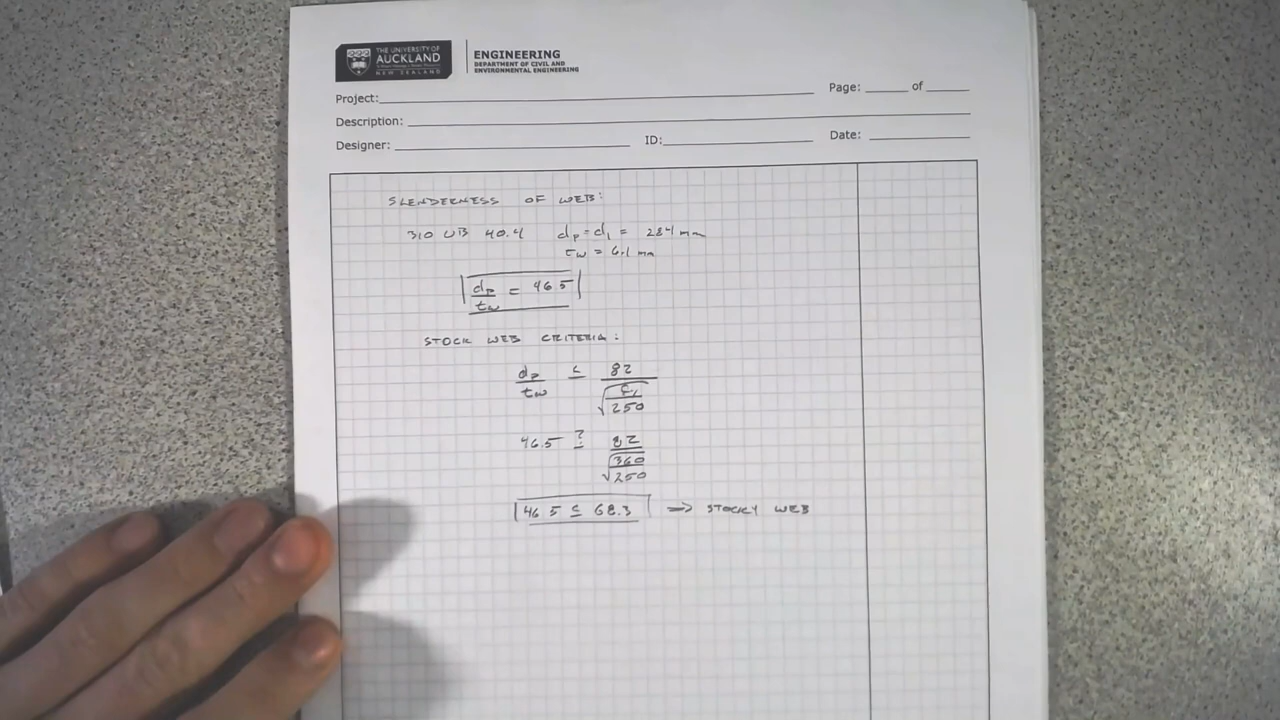 THE UNIVERSITY OF
AUCKLAND
NEW ZEALAND
ENGINEERING
DEPARTMENT OF CIVIL AND
ENVIRONMENTAL ENGINEERING
Project: Page: of
Description:
Designer: ID: Date:
SLENDERNESS OF WEB:
310 UB 40.4 dp = d1 = 284 mm
tw = 6.1 mm
dp/tw = 46.5
STOCK WEB CRITERIA:
dp/tw ≤ 82/√(fy/250)
46.5 ≤? 82/√(360/250)
46.5 ≤ 68.3 ⇒ STOCKY WEB